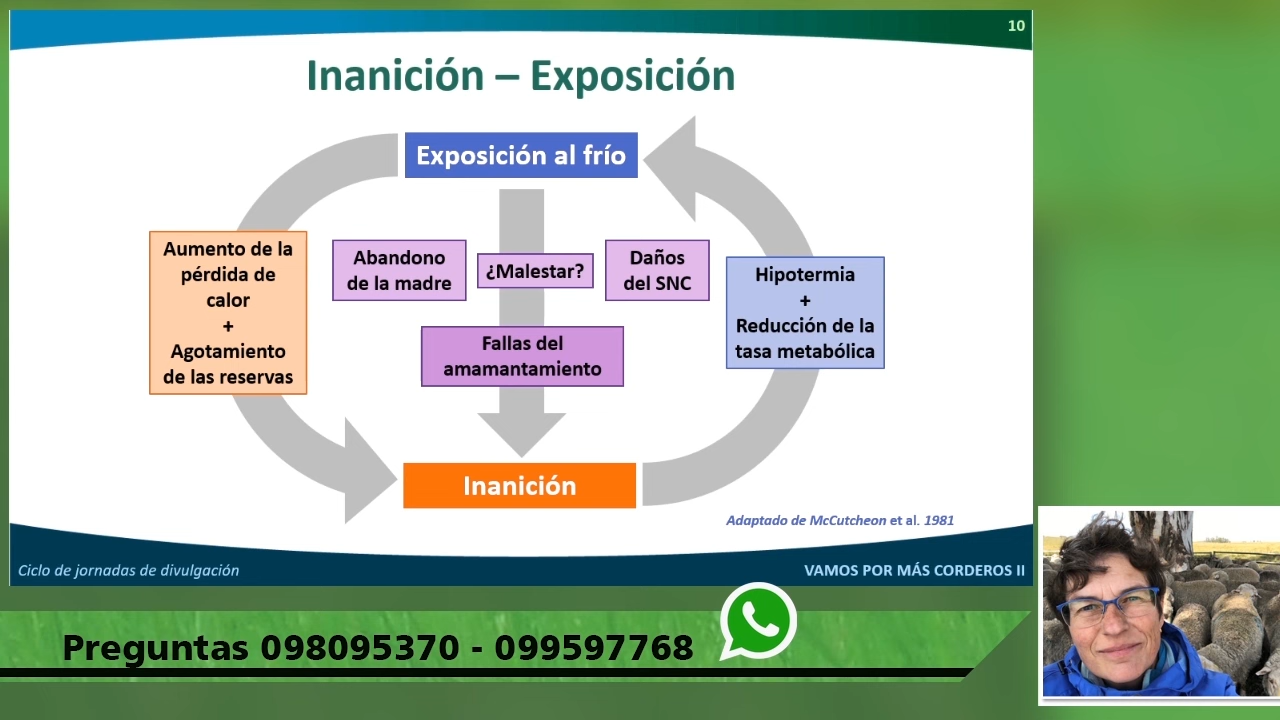 10
Inanición – Exposición
Exposición al frío
Aumento de la
pérdida de
calor
+
Agotamiento
de las reservas
Abandono
de la madre
¿Malestar?
Daños
del SNC
Fallas del
amamantamiento
Hipotermia
+
Reducción de la
tasa metabólica
Inanición
Adaptado de McCutcheon et al. 1981
Ciclo de jornadas de divulgación
VAMOS POR MÁS CORDEROS II
Preguntas 098095370 - 099597768